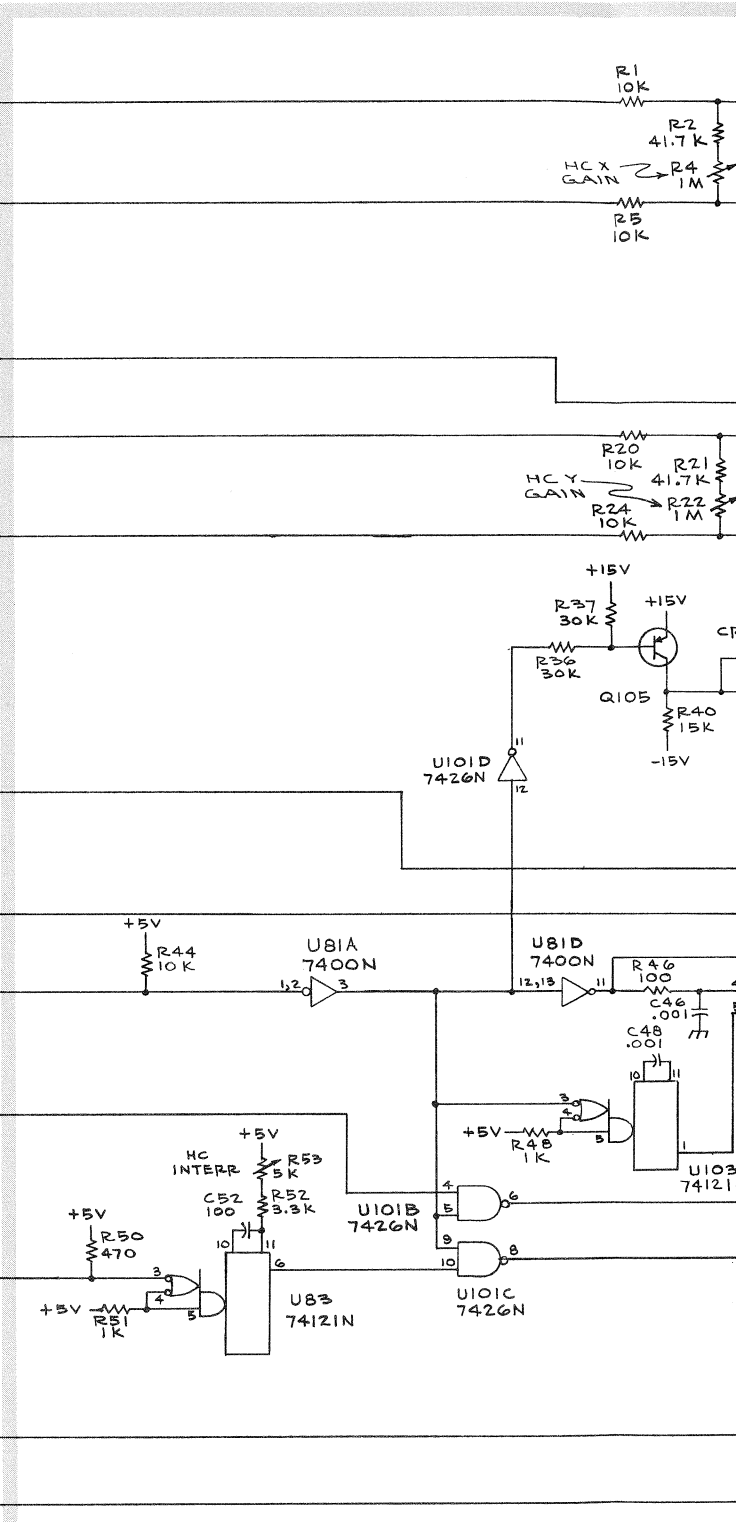 R1
10K
R2
41.7K
HC X
GAIN
R4
1M
R5
10K
R20
10K
R21
41.7K
HC Y
GAIN
R22
1M
R24
10K
+15V
R37
30K
+15V
R36
30K
Q105
R40
15K
-15V
11
U101D
7426N
12
+5V
R44
10K
U81A
7400N
1,2
3
U81D
7400N
12,13
11
R46
100
C46
.001
4
C48
.001
10
11
3
4
+5V
R48
1K
5
1
U103
74121
+5V
HC
INTERR
R53
5K
C52
100
R52
3.3K
4
6
U101B
7426N
5
+5V
R50
470
10
11
9
8
10
6
3
4
+5V
R51
1K
5
U83
74121N
U101C
7426N